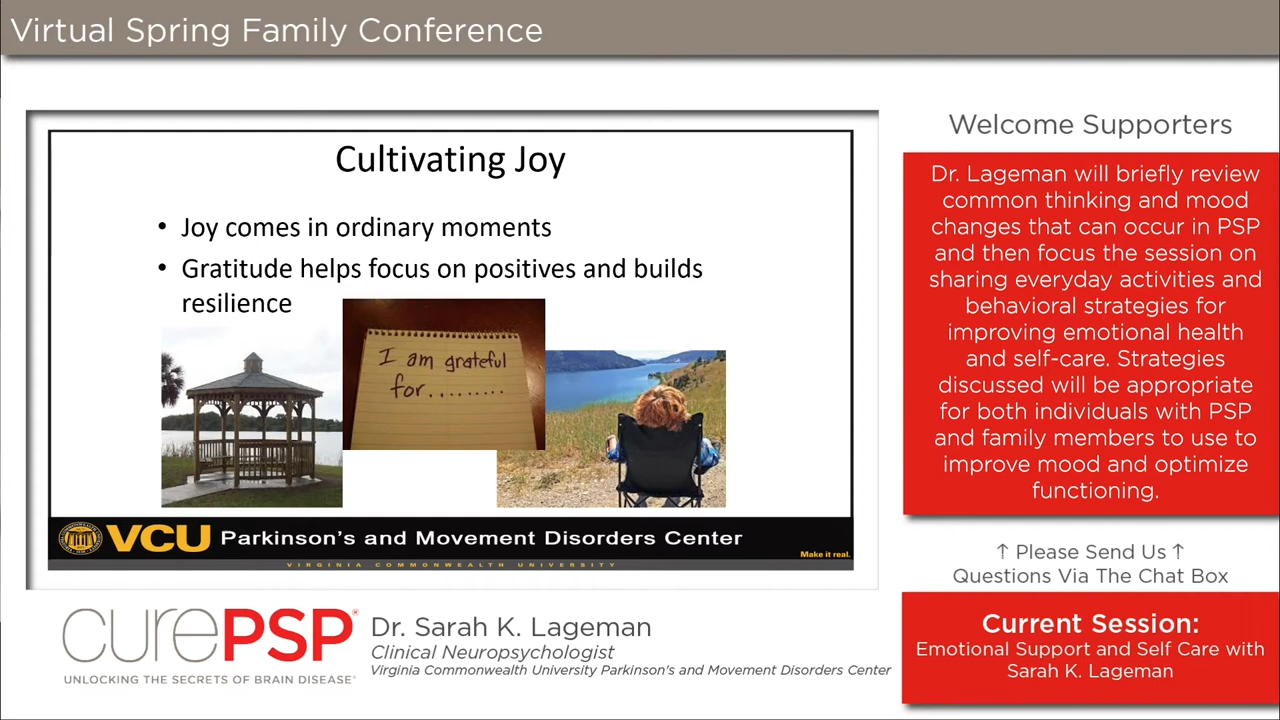 Virtual Spring Family Conference
Cultivating Joy
• Joy comes in ordinary moments
• Gratitude helps focus on positives and builds
resilience
I am grateful
for.........
VCU Parkinson's and Movement Disorders Center
Make it real.
VIRGINIA COMMONWEALTH UNIVERSITY
curePSP®
UNLOCKING THE SECRETS OF BRAIN DISEASE®
Dr. Sarah K. Lageman
Clinical Neuropsychologist
Virginia Commonwealth University Parkinson's and Movement Disorders Center
Welcome Supporters
Dr. Lageman will briefly review
common thinking and mood
changes that can occur in PSP
and then focus the session on
sharing everyday activities and
behavioral strategies for
improving emotional health
and self-care. Strategies
discussed will be appropriate
for both individuals with PSP
and family members to use to
improve mood and optimize
functioning.
↑ Please Send Us ↑
Questions Via The Chat Box
Current Session:
Emotional Support and Self Care with
Sarah K. Lageman